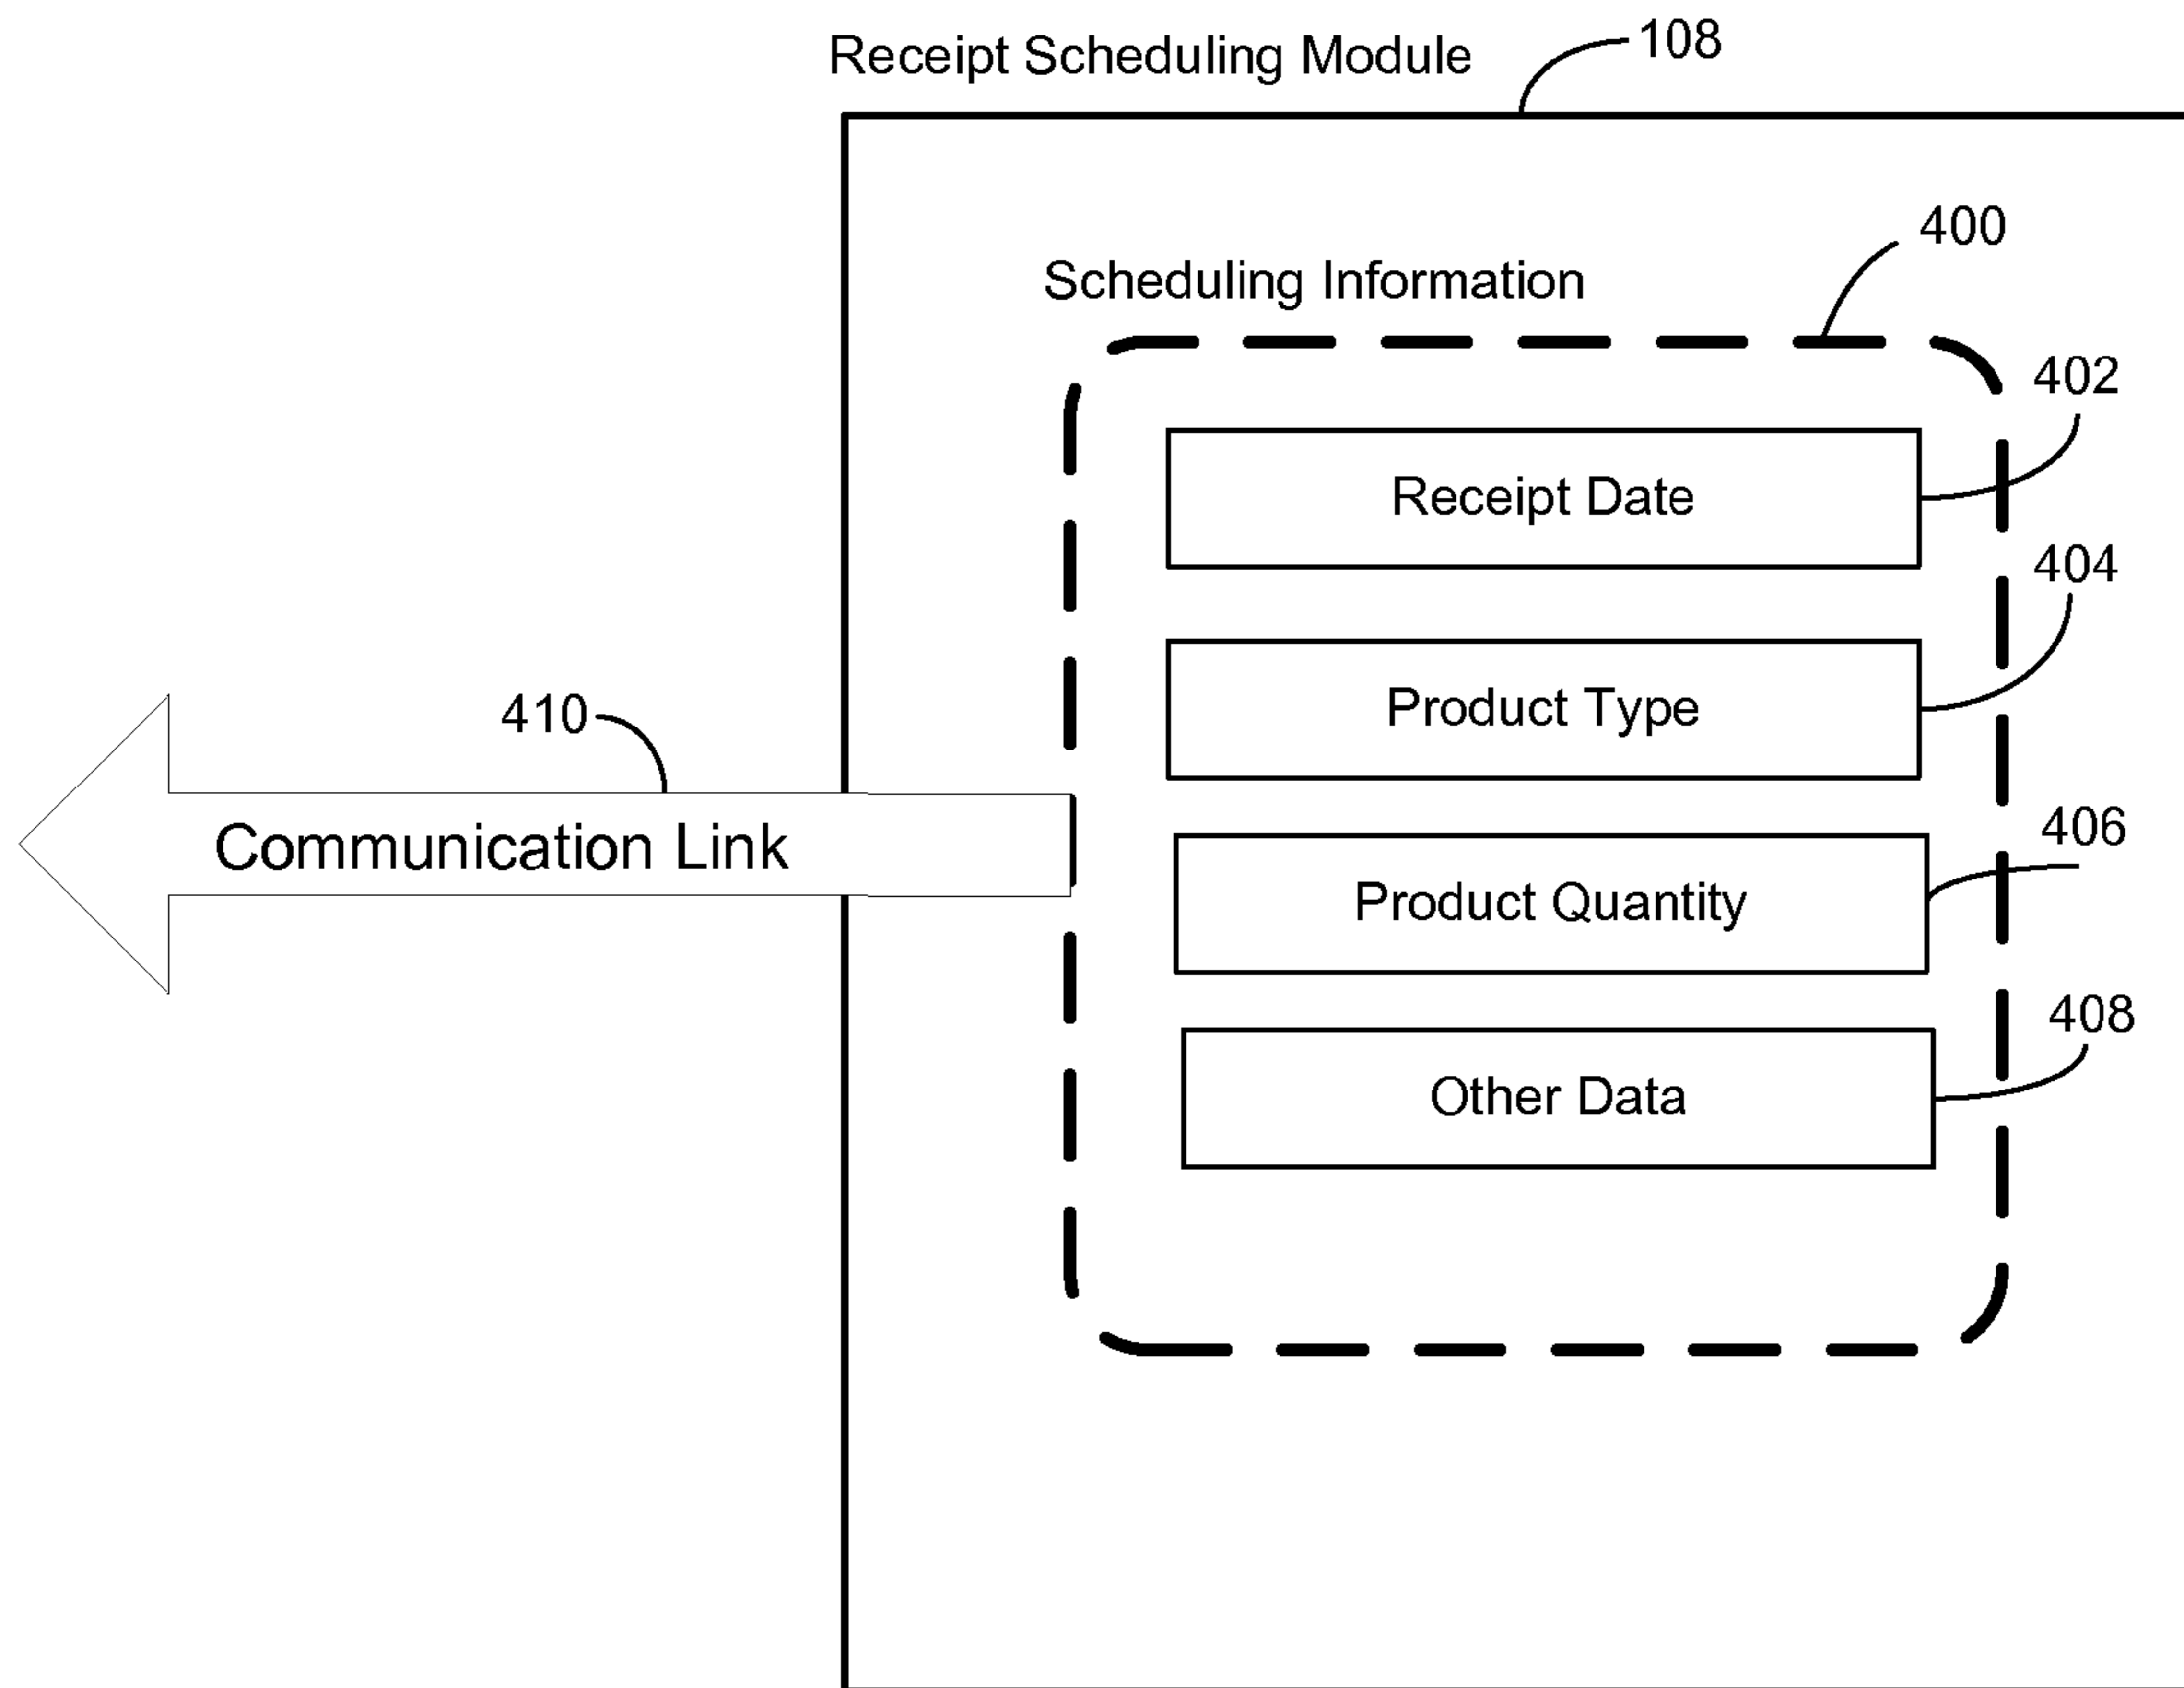 Receipt Scheduling Module
108
400
Scheduling Information
402
Receipt Date
404
Product Type
410
Communication Link
406
Product Quantity
408
Other Data